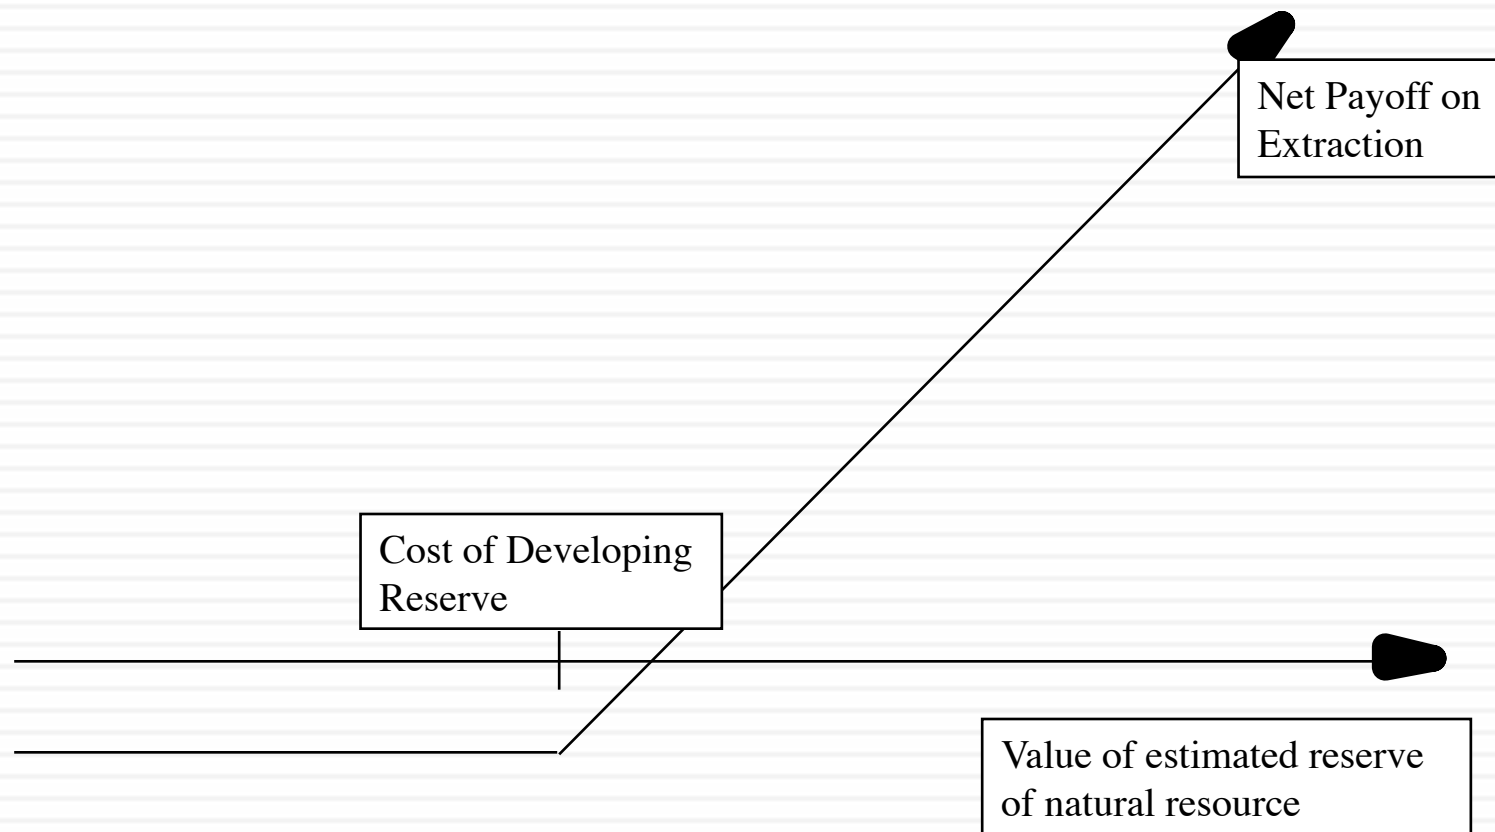 Net Payoff on
Extraction
Cost of Developing
Reserve
Value of estimated reserve
of natural resource